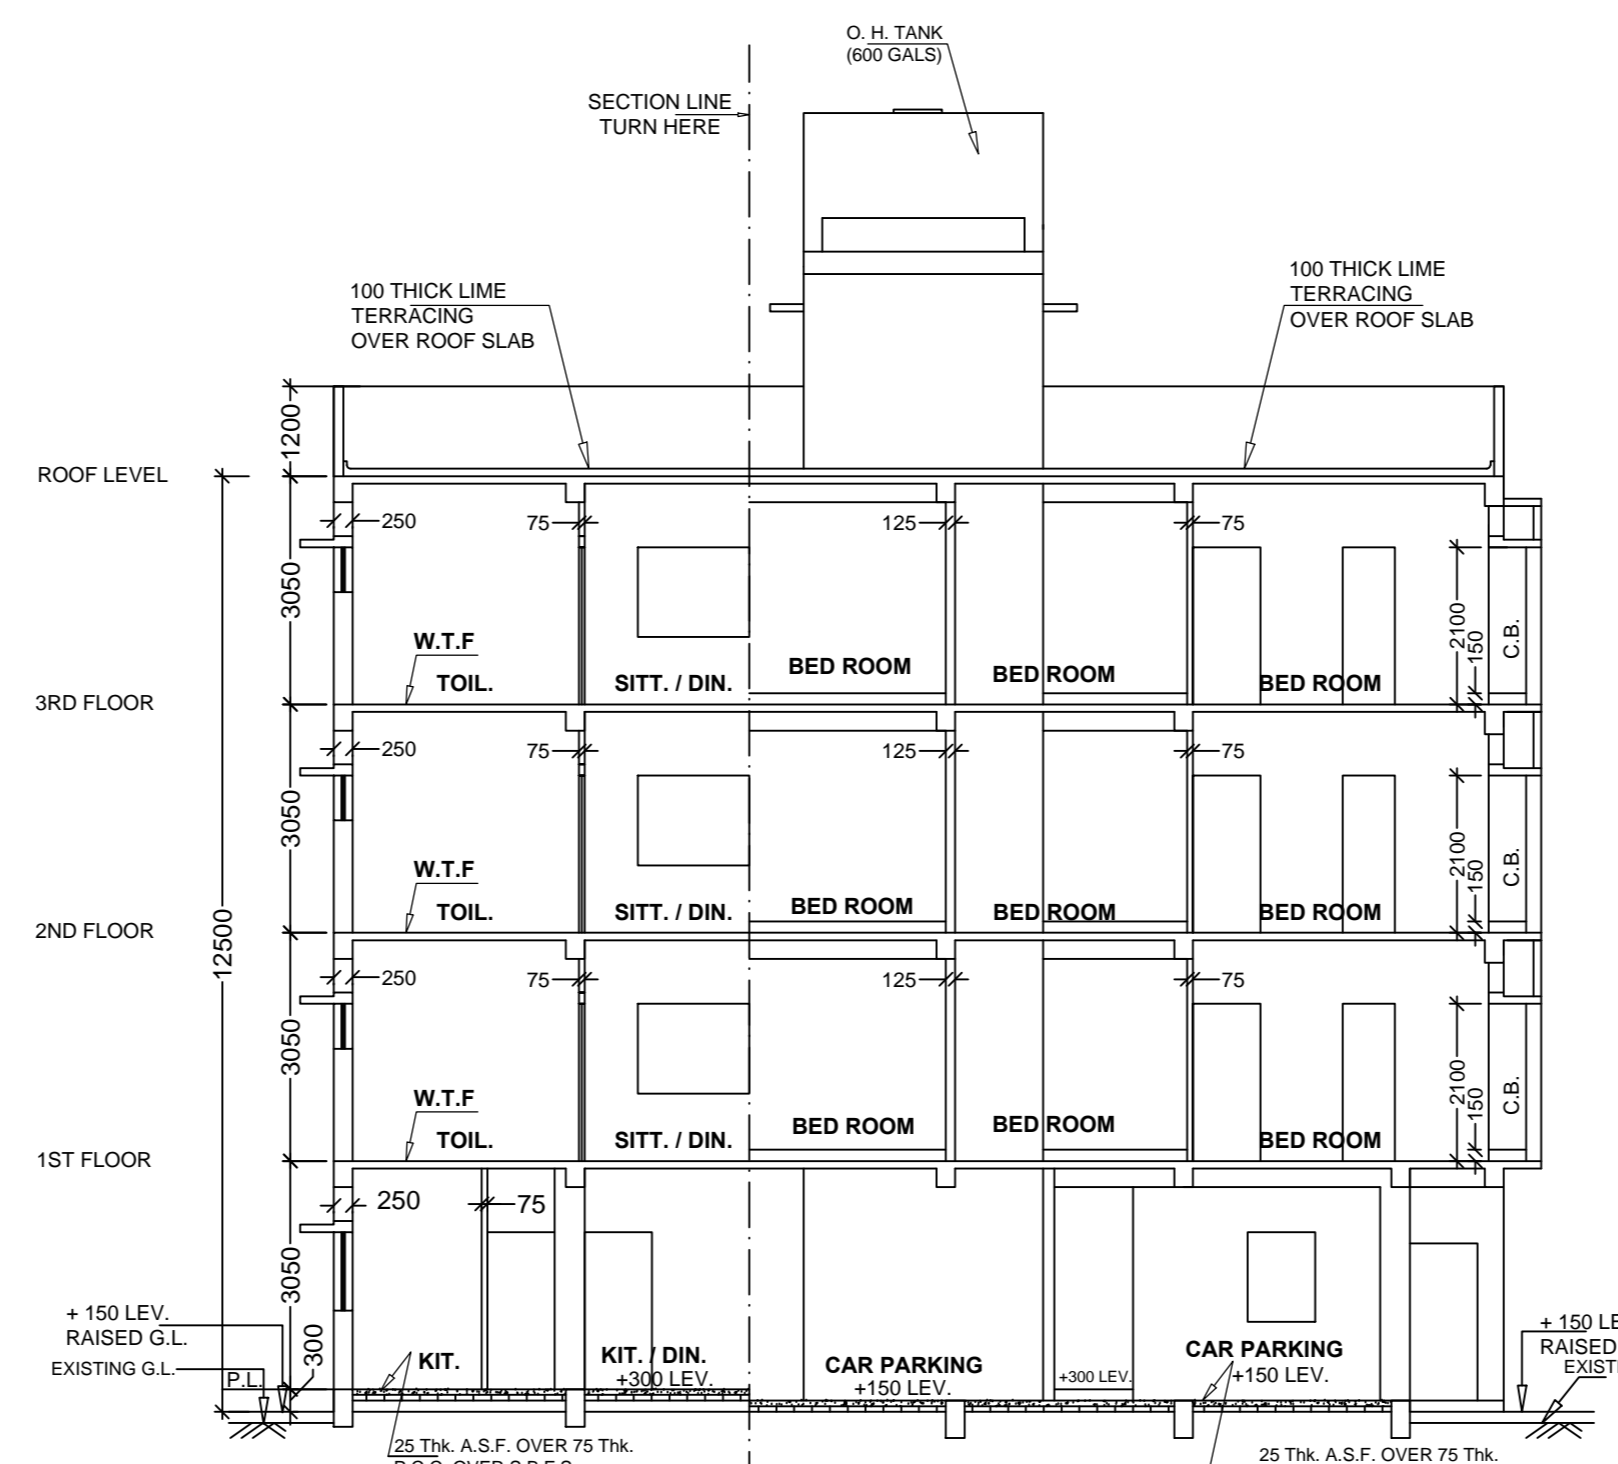 O. H. TANK
(600 GALS)
SECTION LINE
TURN HERE
100 THICK LIME
TERRACING
OVER ROOF SLAB
100 THICK LIME
TERRACING
OVER ROOF SLAB
1200
ROOF LEVEL
250
75
125
75
3050
2100
150
C.B.
W.T.F
TOIL.
SITT. / DIN.
BED ROOM
BED ROOM
BED ROOM
3RD FLOOR
250
75
125
75
3050
2100
150
C.B.
W.T.F
TOIL.
SITT. / DIN.
BED ROOM
BED ROOM
BED ROOM
2ND FLOOR
12500
250
75
125
75
3050
2100
150
C.B.
W.T.F
TOIL.
SITT. / DIN.
BED ROOM
BED ROOM
BED ROOM
1ST FLOOR
250
75
3050
300
+ 150 LEV.
RAISED G.L.
EXISTING G.L.
P.L.
KIT.
KIT. / DIN.
+300 LEV.
CAR PARKING
+150 LEV.
+300 LEV.
CAR PARKING
+150 LEV.
+ 150 LE
RAISED
EXIST
25 Thk. A.S.F. OVER 75 Thk.
25 Thk. A.S.F. OVER 75 Thk.